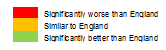 Significantly worse than England
Similar to England
Significantly better than England